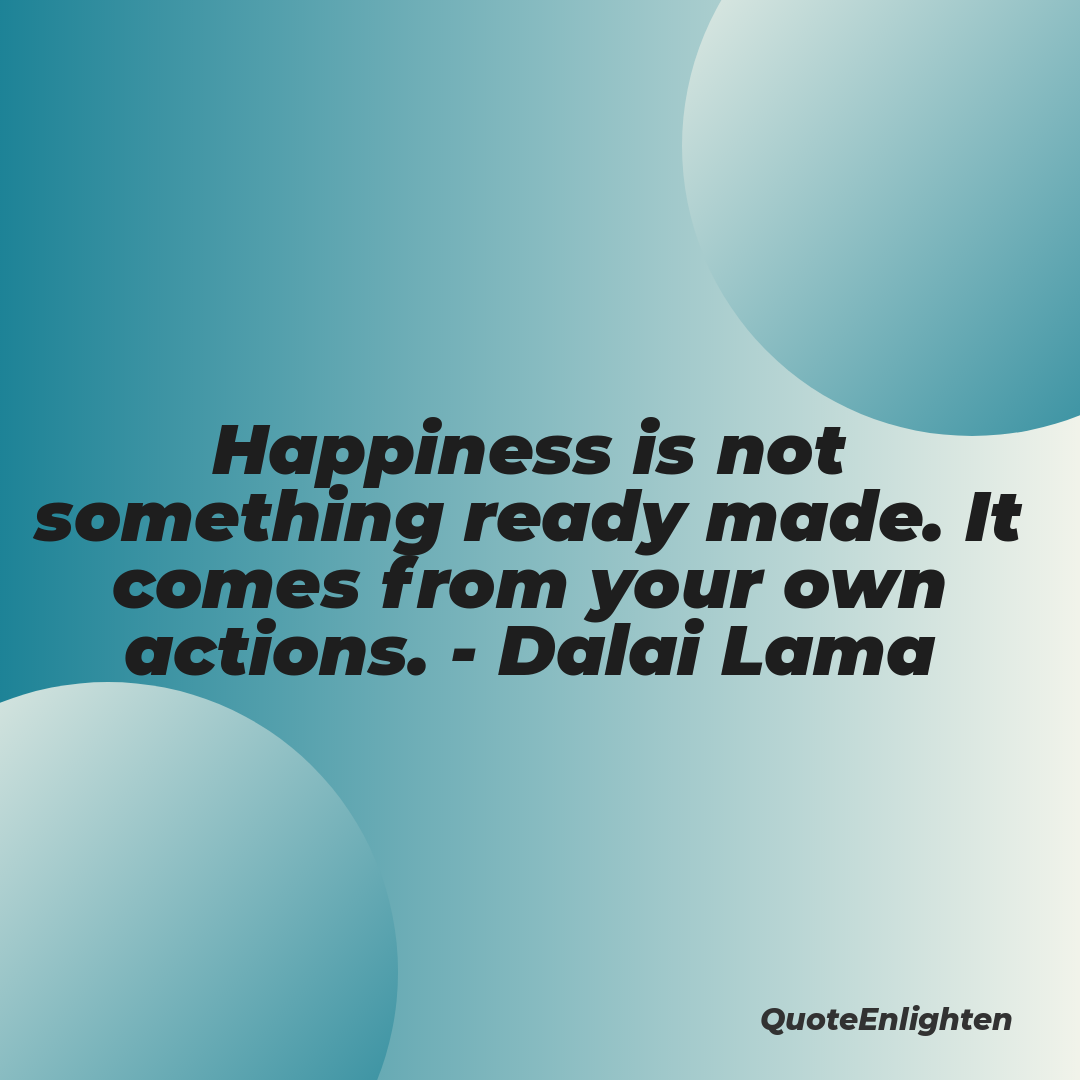 Happiness is not
something ready made. It
comes from your own
actions. - Dalai Lama
QuoteEnlighten